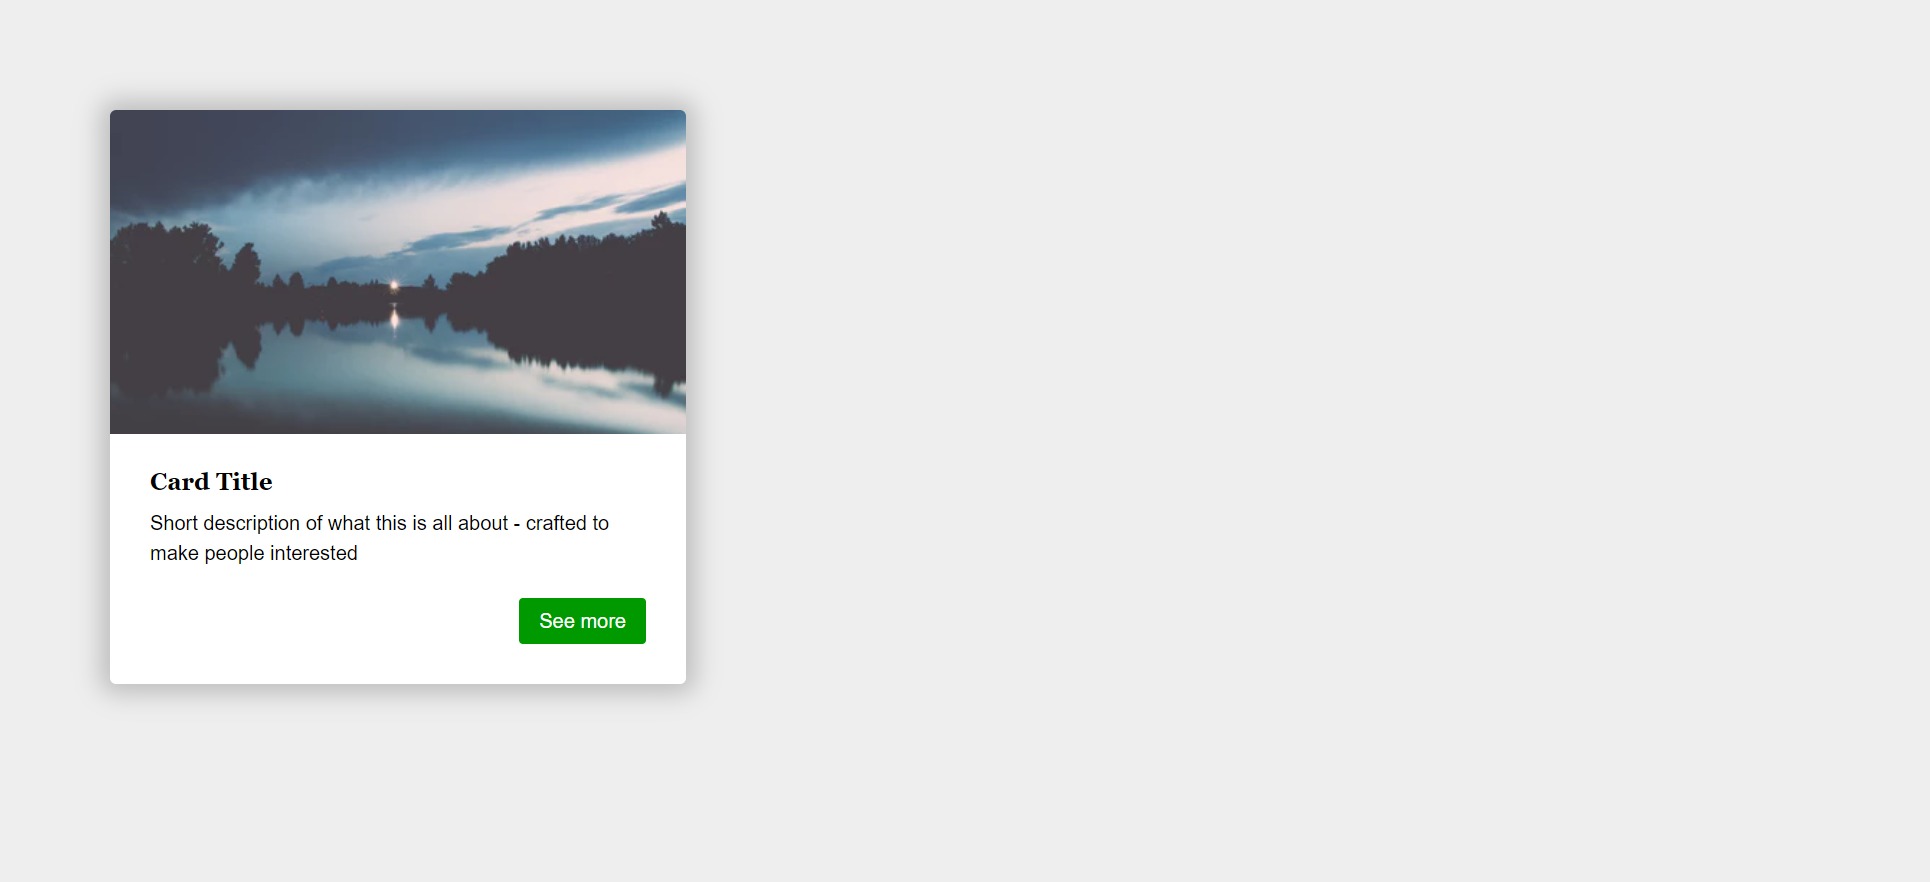 Card Title
Short description of what this is all about - crafted to
make people interested
See more